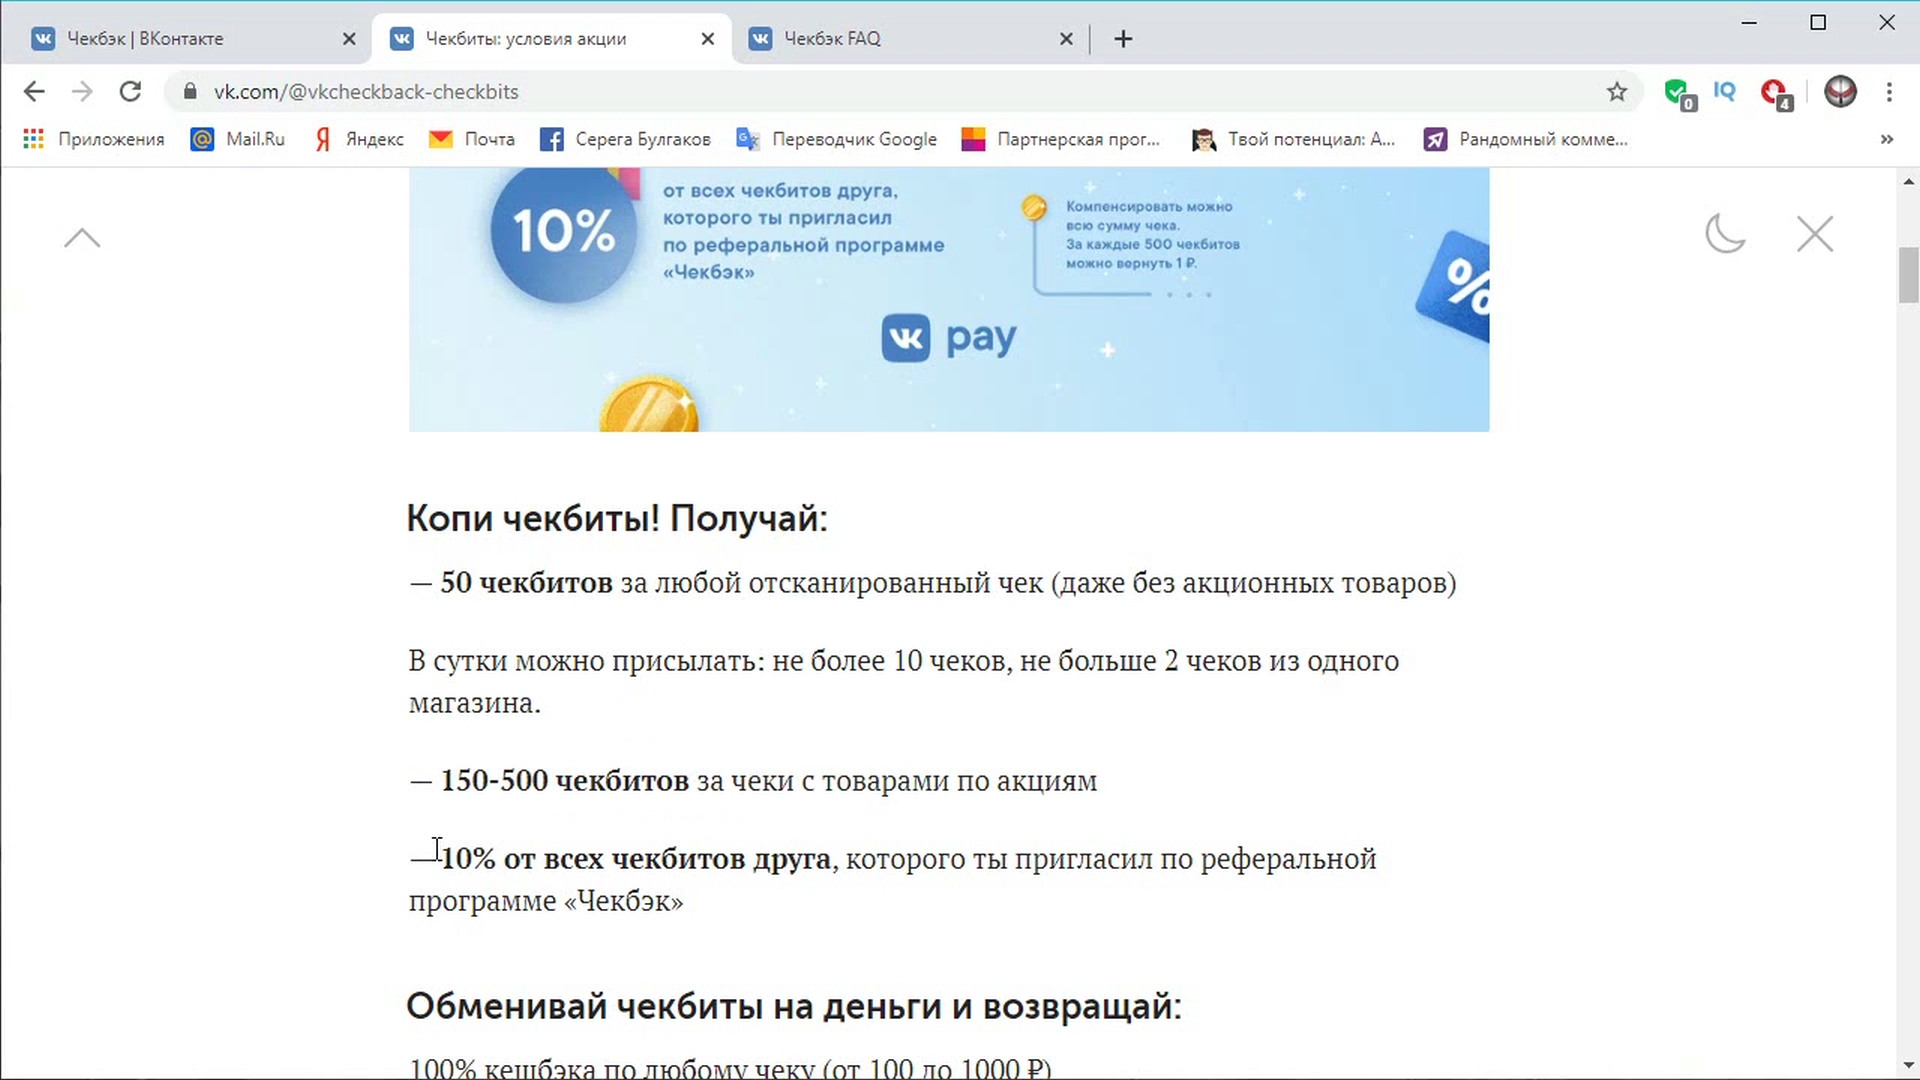 Чекбэк | ВКонтакте
Чекбиты: условия акции
Чекбэк FAQ
vk.com/@vkcheckback-checkbits
0
IQ
4
Приложения
Mail.Ru
Яндекс
Почта
Серега Булгаков
Переводчик Google
Партнерская прог...
Твой потенциал: А...
Рандомный комме...
10%
от всех чекбитов друга,
которого ты пригласил
по реферальной программе
«Чекбэк»
Компенсировать можно
всю сумму чека.
За каждые 500 чекбитов
можно вернуть 1 ₽.
%
VK pay
Копи чекбиты! Получай:
— 50 чекбитов за любой отсканированный чек (даже без акционных товаров)
В сутки можно присылать: не более 10 чеков, не больше 2 чеков из одного
магазина.
— 150-500 чекбитов за чеки с товарами по акциям
— 10% от всех чекбитов друга, которого ты пригласил по реферальной
программе «Чекбэк»
Обменивай чекбиты на деньги и возвращай:
100% кешбэка по любому чеку (от 100 до 1000 ₽)